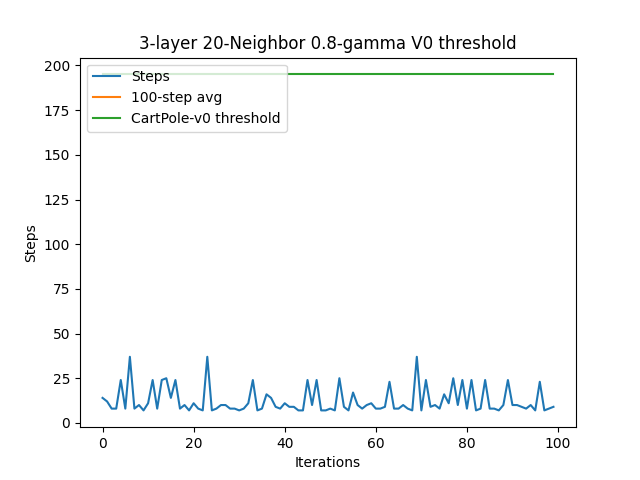 3-layer 20-Neighbor 0.8-gamma V0 threshold
200
175
150
125
100
75
50
25
0
Steps
Steps
100-step avg
CartPole-v0 threshold
0
20
40
60
80
100
Iterations